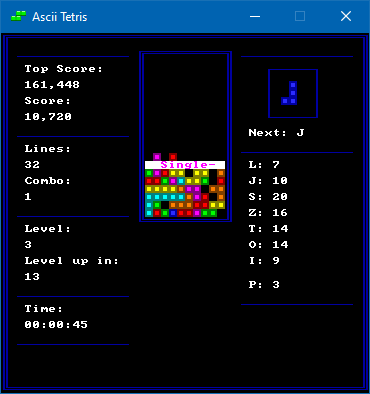 Ascii Tetris
Top Score:
161,448
Score:
10,720
Lines:
32
Combo:
1
Level:
3
Level up in:
13
Time:
00:00:45
Single-
Next: J
L: 7
J: 10
S: 20
Z: 16
T: 14
O: 14
I: 9
P: 3